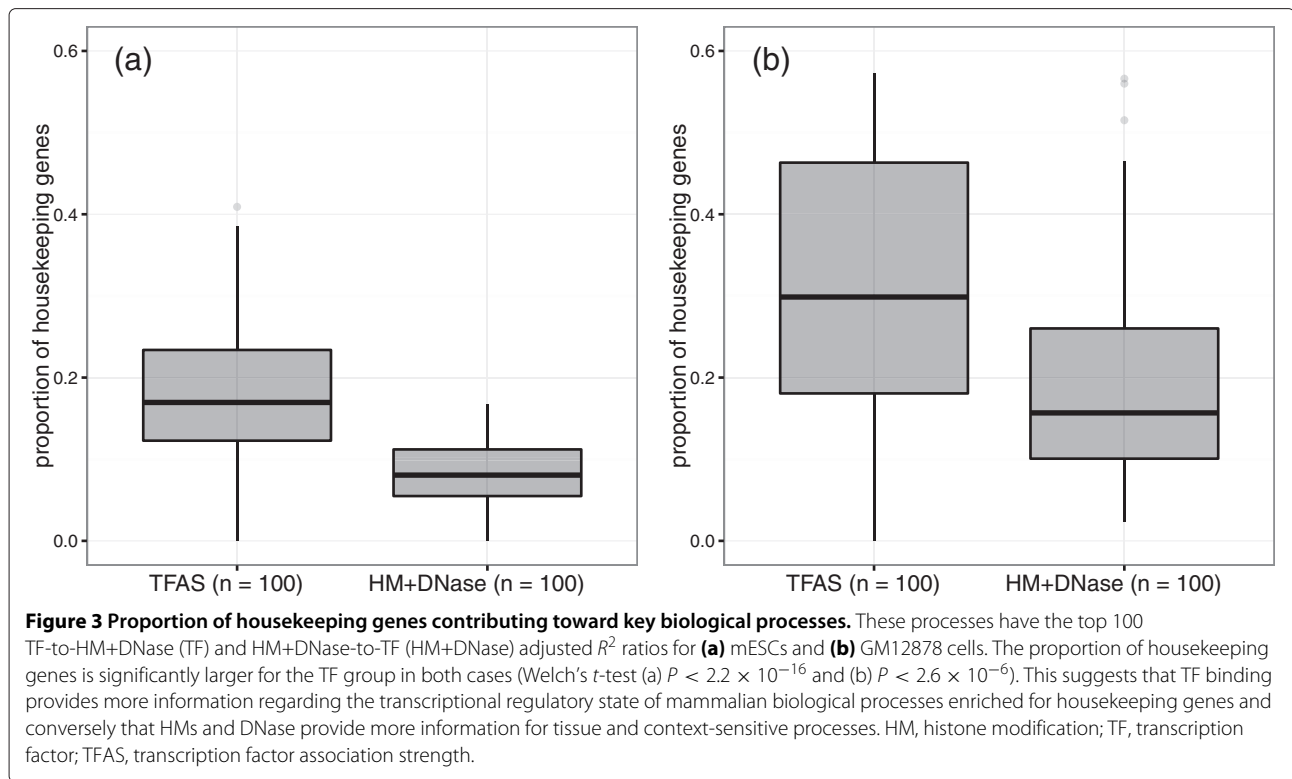 (a)
(b)
proportion of housekeeping genes
0.6
0.4
0.2
0.0
TFAS (n = 100)
HM+DNase (n = 100)
proportion of housekeeping genes
0.6
0.4
0.2
0.0
TFAS (n = 100)
HM+DNase (n = 100)
Figure 3 Proportion of housekeeping genes contributing toward key biological processes. These processes have the top 100
TF-to-HM+DNase (TF) and HM+DNase-to-TF (HM+DNase) adjusted R² ratios for (a) mESCs and (b) GM12878 cells. The proportion of housekeeping
genes is significantly larger for the TF group in both cases (Welch's t-test (a) P < 2.2 × 10⁻¹⁶ and (b) P < 2.6 × 10⁻⁶). This suggests that TF binding
provides more information regarding the transcriptional regulatory state of mammalian biological processes enriched for housekeeping genes and
conversely that HMs and DNase provide more information for tissue and context-sensitive processes. HM, histone modification; TF, transcription
factor; TFAS, transcription factor association strength.